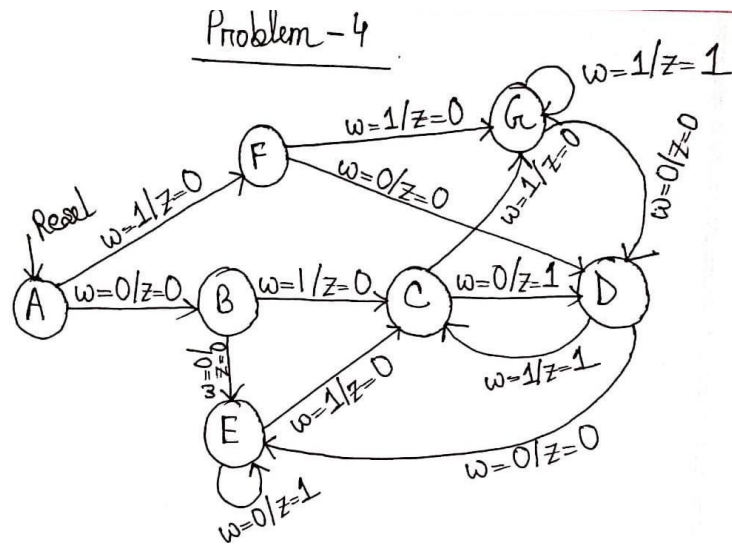 Problem-4
w=1/z=1
G
w=1/z=0
F
w=0/z=0
w=1/z=0
w=0/z=0
Reset
w=1/z=0
A
w=0/z=0
B
w=1/z=0
C
w=0/z=1
D
w=0/
z=0
w=1/z=0
w=1/z=1
E
w=0/z=0
w=0/z=1